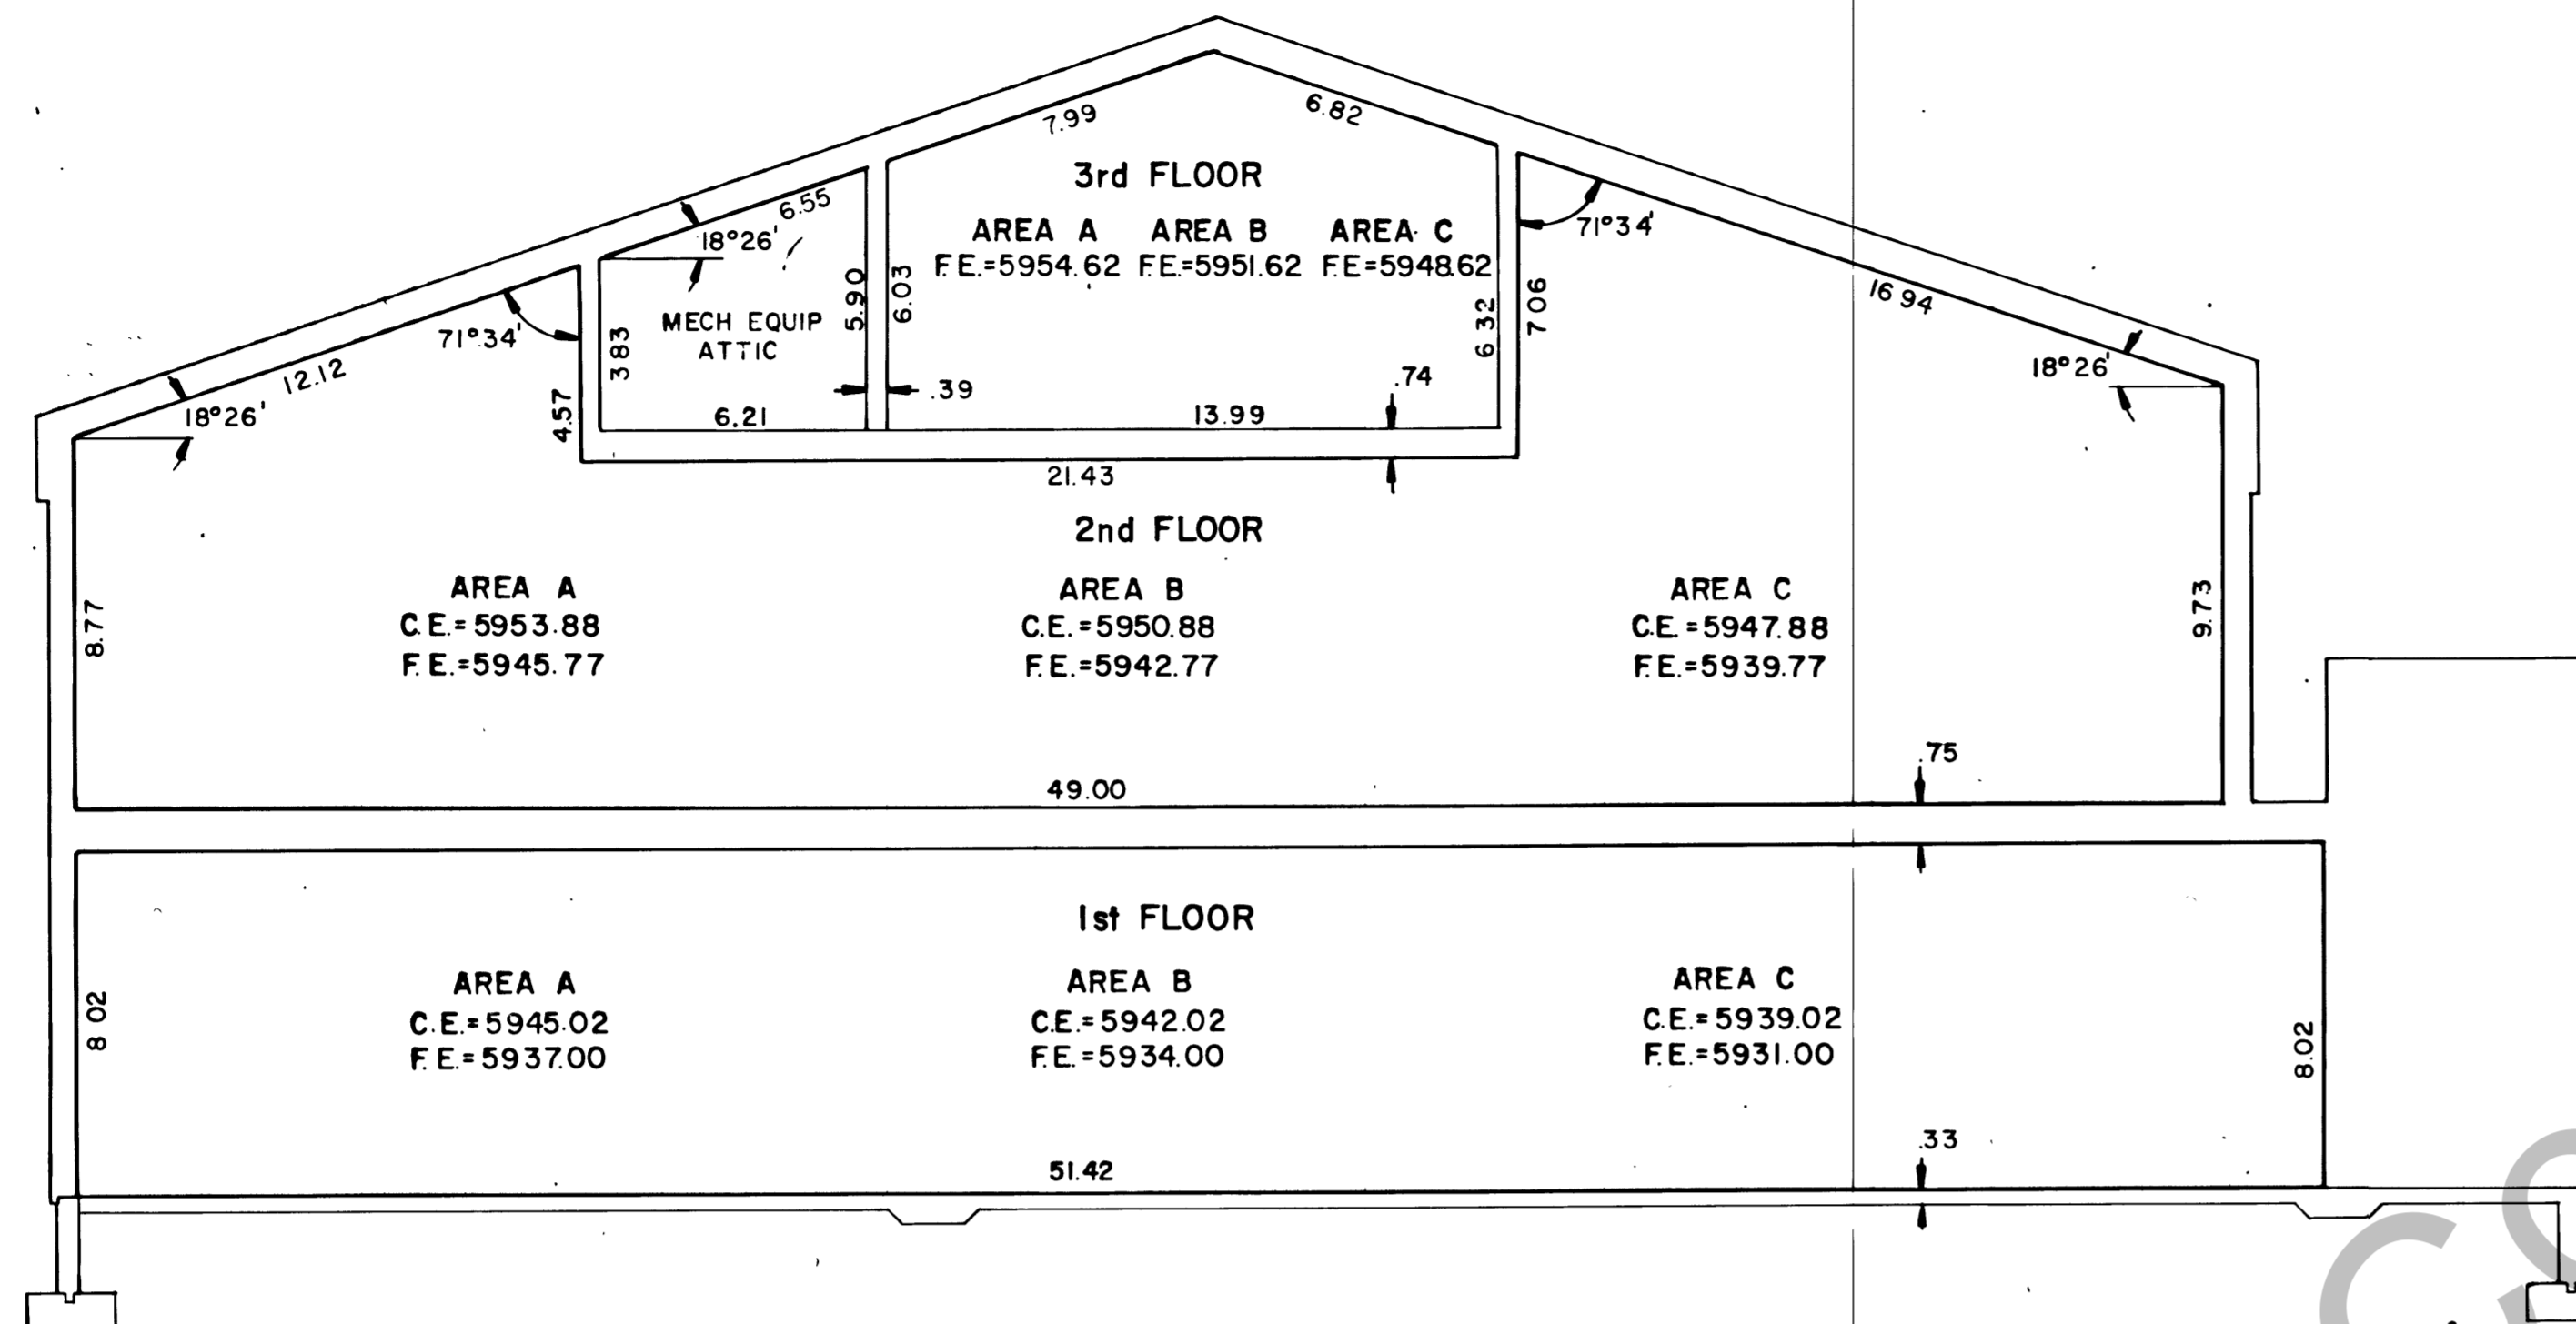 7.99
6.82
3rd FLOOR
AREA A AREA B AREA C
F.E.=5954.62 F.E.=5951.62 F.E=5948.62
6.55
18°26'
MECH EQUIP
ATTIC
3 83
5.90
6.03
6 32
7 06
71°34'
16 94
18°26'
71°34'
12.12
18°26'
4.57
6.21
.39
13.99
.74
21.43
2nd FLOOR
AREA A
C.E.=5953.88
F.E.=5945.77
AREA B
C.E.=5950.88
F.E.=5942.77
AREA C
C.E.=5947.88
F.E.=5939.77
8.77
9.73
49.00
.75
1st FLOOR
AREA A
C.E.=5945.02
F.E.=5937.00
AREA B
C.E.=5942.02
F.E.=5934.00
AREA C
C.E.=5939.02
F.E.=5931.00
8 02
8.02
51.42
.33